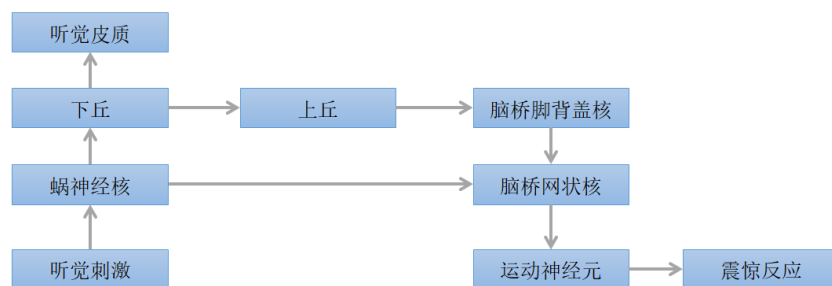 听觉皮质
下丘
上丘
脑桥脚背盖核
蜗神经核
脑桥网状核
听觉刺激
运动神经元
震惊反应